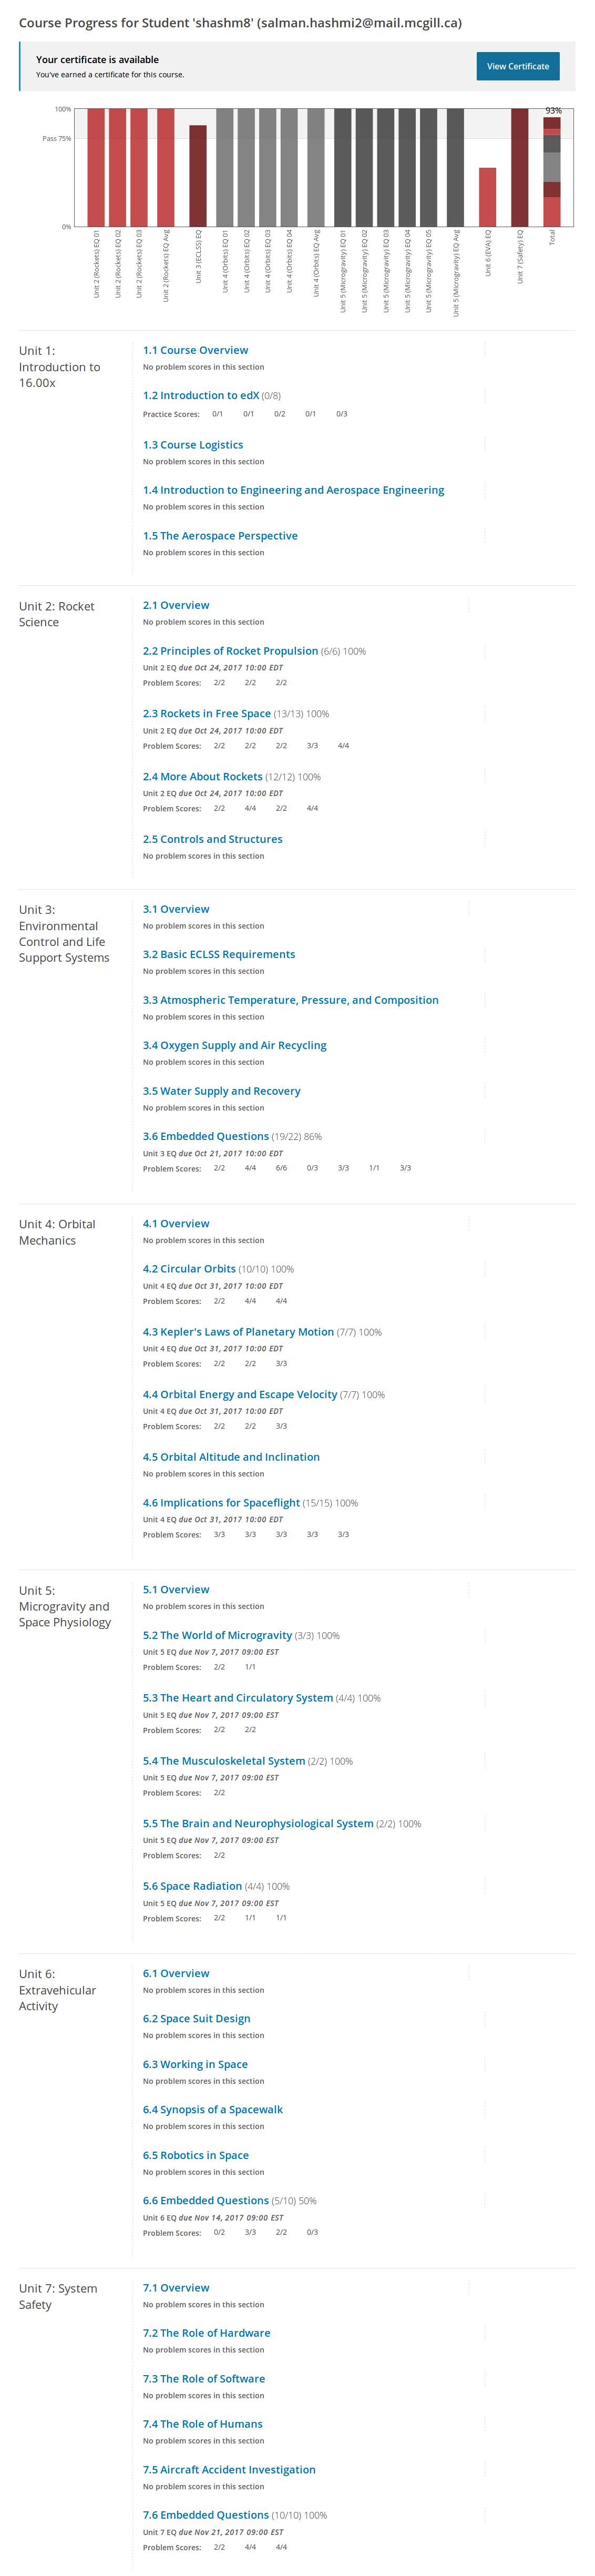 Course Progress for Student 'shashm8' (salman.hashmi2@mail.mcgill.ca)
Your certificate is available
You've earned a certificate for this course.
View Certificate
93%
100%
Pass 75%
0%
Unit 2 (Rockets) EQ 01
Unit 2 (Rockets) EQ 02
Unit 2 (Rockets) EQ 03
Unit 2 (Rockets) EQ Avg
Unit 3 (ECLSS) EQ
Unit 4 (Orbits) EQ 01
Unit 4 (Orbits) EQ 02
Unit 4 (Orbits) EQ 03
Unit 4 (Orbits) EQ 04
Unit 4 (Orbits) EQ Avg
Unit 5 (Microgravity) EQ 01
Unit 5 (Microgravity) EQ 02
Unit 5 (Microgravity) EQ 03
Unit 5 (Microgravity) EQ 04
Unit 5 (Microgravity) EQ 05
Unit 5 (Microgravity) EQ Avg
Unit 6 (EVA) EQ
Unit 7 (Safety) EQ
Total
Unit 1:
Introduction to
16.00x
1.1 Course Overview
No problem scores in this section
1.2 Introduction to edX (0/8)
Practice Scores: 0/1 0/1 0/2 0/1 0/3
1.3 Course Logistics
No problem scores in this section
1.4 Introduction to Engineering and Aerospace Engineering
No problem scores in this section
1.5 The Aerospace Perspective
No problem scores in this section
Unit 2: Rocket
Science
2.1 Overview
No problem scores in this section
2.2 Principles of Rocket Propulsion (6/6) 100%
Unit 2 EQ due Oct 24, 2017 10:00 EDT
Problem Scores: 2/2 2/2 2/2
2.3 Rockets in Free Space (13/13) 100%
Unit 2 EQ due Oct 24, 2017 10:00 EDT
Problem Scores: 2/2 2/2 2/2 3/3 4/4
2.4 More About Rockets (12/12) 100%
Unit 2 EQ due Oct 24, 2017 10:00 EDT
Problem Scores: 2/2 4/4 2/2 4/4
2.5 Controls and Structures
No problem scores in this section
Unit 3:
Environmental
Control and Life
Support Systems
3.1 Overview
No problem scores in this section
3.2 Basic ECLSS Requirements
No problem scores in this section
3.3 Atmospheric Temperature, Pressure, and Composition
No problem scores in this section
3.4 Oxygen Supply and Air Recycling
No problem scores in this section
3.5 Water Supply and Recovery
No problem scores in this section
3.6 Embedded Questions (19/22) 86%
Unit 3 EQ due Oct 21, 2017 10:00 EDT
Problem Scores: 2/2 4/4 6/6 0/3 3/3 1/1 3/3
Unit 4: Orbital
Mechanics
4.1 Overview
No problem scores in this section
4.2 Circular Orbits (10/10) 100%
Unit 4 EQ due Oct 31, 2017 10:00 EDT
Problem Scores: 2/2 4/4 4/4
4.3 Kepler's Laws of Planetary Motion (7/7) 100%
Unit 4 EQ due Oct 31, 2017 10:00 EDT
Problem Scores: 2/2 2/2 3/3
4.4 Orbital Energy and Escape Velocity (7/7) 100%
Unit 4 EQ due Oct 31, 2017 10:00 EDT
Problem Scores: 2/2 2/2 3/3
4.5 Orbital Altitude and Inclination
No problem scores in this section
4.6 Implications for Spaceflight (15/15) 100%
Unit 4 EQ due Oct 31, 2017 10:00 EDT
Problem Scores: 3/3 3/3 3/3 3/3 3/3
Unit 5:
Microgravity and
Space Physiology
5.1 Overview
No problem scores in this section
5.2 The World of Microgravity (3/3) 100%
Unit 5 EQ due Nov 7, 2017 09:00 EST
Problem Scores: 2/2 1/1
5.3 The Heart and Circulatory System (4/4) 100%
Unit 5 EQ due Nov 7, 2017 09:00 EST
Problem Scores: 2/2 2/2
5.4 The Musculoskeletal System (2/2) 100%
Unit 5 EQ due Nov 7, 2017 09:00 EST
Problem Scores: 2/2
5.5 The Brain and Neurophysiological System (2/2) 100%
Unit 5 EQ due Nov 7, 2017 09:00 EST
Problem Scores: 2/2
5.6 Space Radiation (4/4) 100%
Unit 5 EQ due Nov 7, 2017 09:00 EST
Problem Scores: 2/2 1/1 1/1
Unit 6:
Extravehicular
Activity
6.1 Overview
No problem scores in this section
6.2 Space Suit Design
No problem scores in this section
6.3 Working in Space
No problem scores in this section
6.4 Synopsis of a Spacewalk
No problem scores in this section
6.5 Robotics in Space
No problem scores in this section
6.6 Embedded Questions (5/10) 50%
Unit 6 EQ due Nov 14, 2017 09:00 EST
Problem Scores: 0/2 3/3 2/2 0/3
Unit 7: System
Safety
7.1 Overview
No problem scores in this section
7.2 The Role of Hardware
No problem scores in this section
7.3 The Role of Software
No problem scores in this section
7.4 The Role of Humans
No problem scores in this section
7.5 Aircraft Accident Investigation
No problem scores in this section
7.6 Embedded Questions (10/10) 100%
Unit 7 EQ due Nov 21, 2017 09:00 EST
Problem Scores: 2/2 4/4 4/4